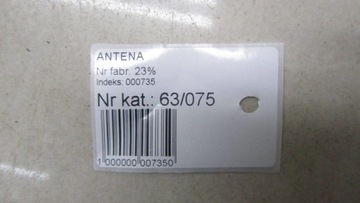 ANTENA
Nr fabr. 23%
Indeks: 000735
Nr kat.: 63/075
1 000000 007350